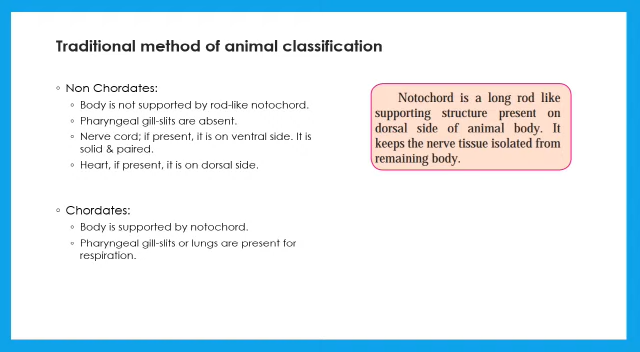 Traditional method of animal classification
◦ Non Chordates:
◦ Body is not supported by rod-like notochord.
◦ Pharyngeal gill-slits are absent.
◦ Nerve cord; if present, it is on ventral side. It is
solid & paired.
◦ Heart, if present, it is on dorsal side.
◦ Chordates:
◦ Body is supported by notochord.
◦ Pharyngeal gill-slits or lungs are present for
respiration.
Notochord is a long rod like
supporting structure present on
dorsal side of animal body. It
keeps the nerve tissue isolated from
remaining body.